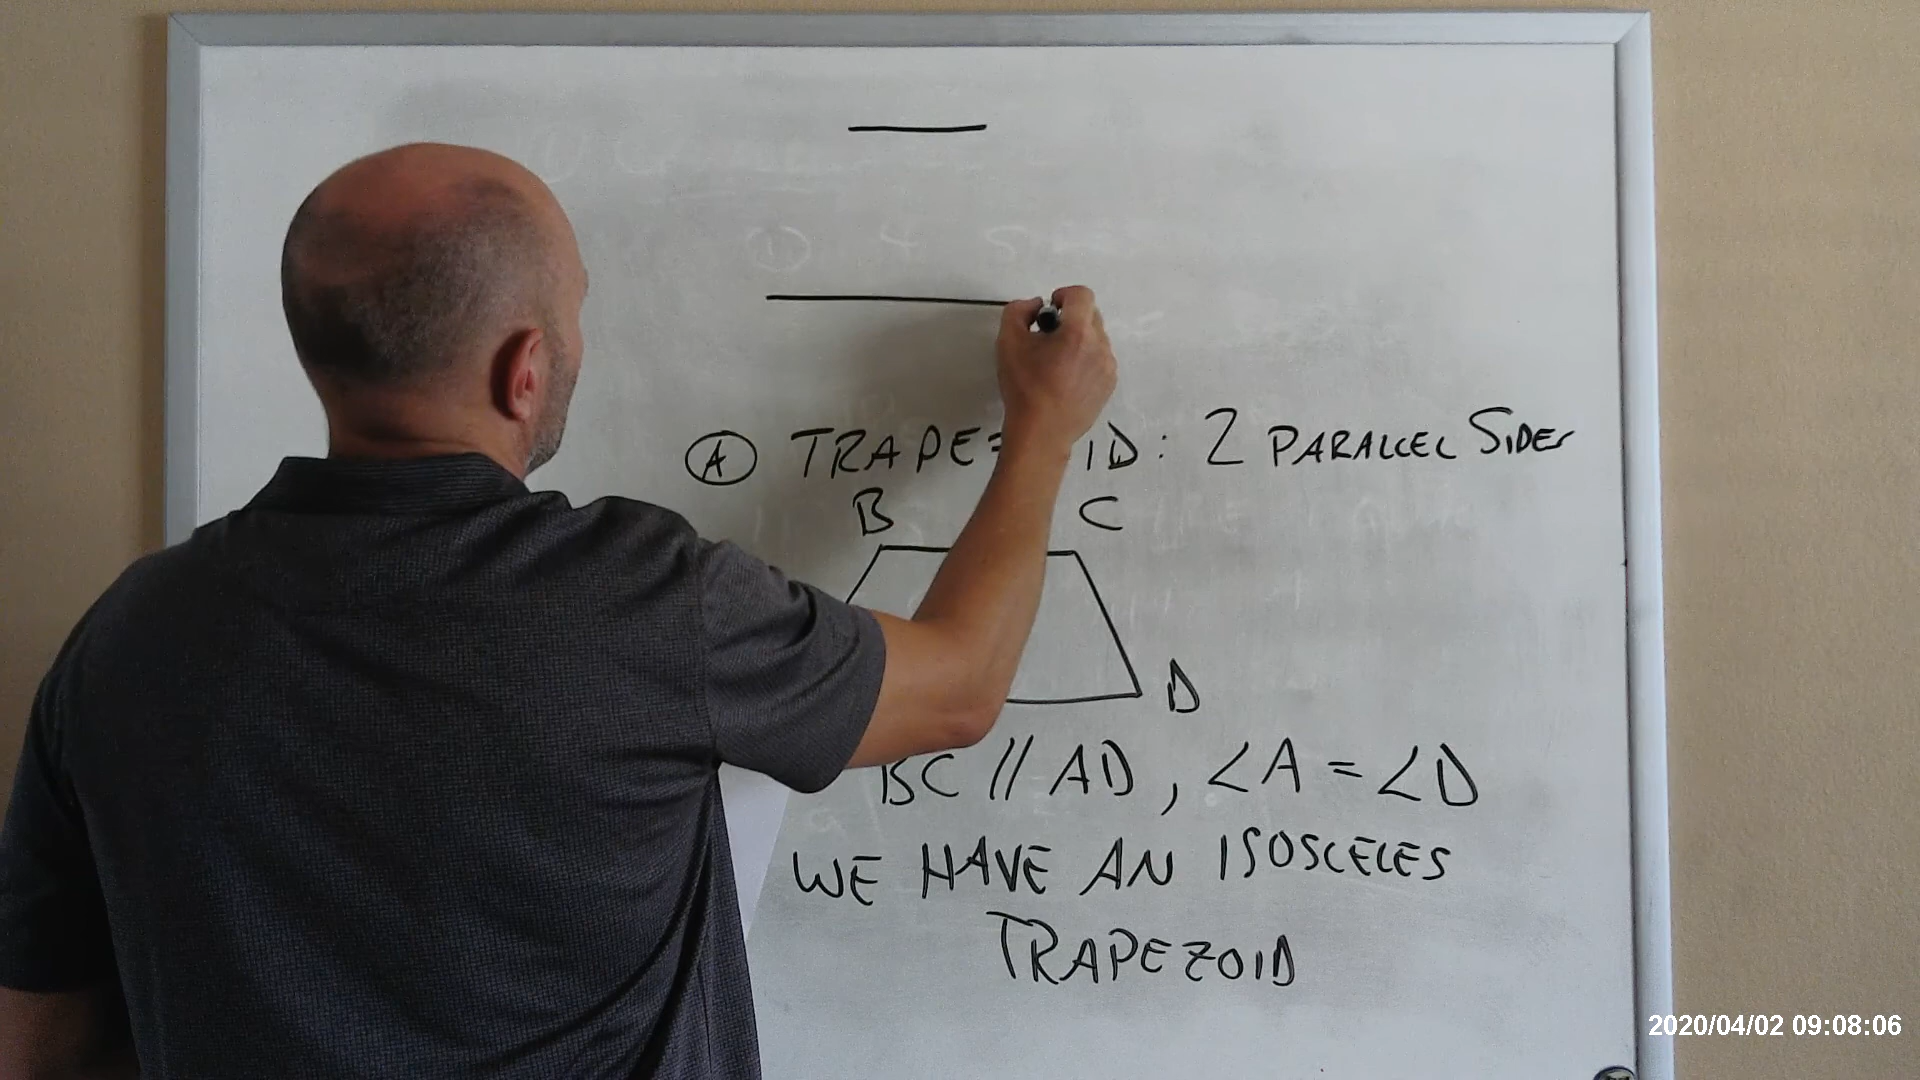 Ⓐ TRAPEZ ID: 2 PARALLEL SIDES
B C
D
BC // AD, ∠A = ∠D
WE HAVE AN ISOSCELES
TRAPEZOID
2020/04/02 09:08:06